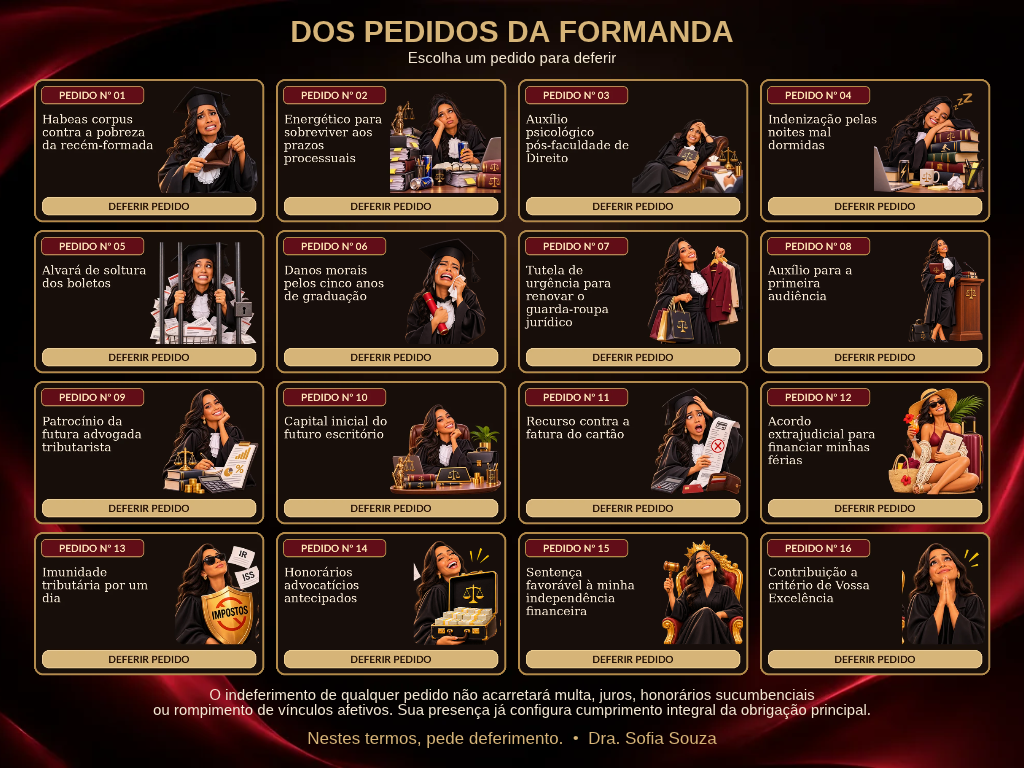 DOS PEDIDOS DA FORMANDA
Escolha um pedido para deferir
PEDIDO Nº 01
Habeas corpus
contra a pobreza
da recém-formada
DEFERIR PEDIDO
PEDIDO Nº 02
Energético para
sobreviver aos
prazos
processuais
DEFERIR PEDIDO
PEDIDO Nº 03
Auxílio
psicológico
pós-faculdade de
Direito
DEFERIR PEDIDO
PEDIDO Nº 04
Indenização pelas
noites mal
dormidas
ZZZ
DEFERIR PEDIDO
PEDIDO Nº 05
Alvará de soltura
dos boletos
DEFERIR PEDIDO
PEDIDO Nº 06
Danos morais
pelos cinco anos
de graduação
DEFERIR PEDIDO
PEDIDO Nº 07
Tutela de
urgência para
renovar o
guarda-roupa
jurídico
DEFERIR PEDIDO
PEDIDO Nº 08
Auxílio para a
primeira
audiência
DEFERIR PEDIDO
PEDIDO Nº 09
Patrocínio da
futura advogada
tributarista
%
DEFERIR PEDIDO
PEDIDO Nº 10
Capital inicial do
futuro escritório
DEFERIR PEDIDO
PEDIDO Nº 11
Recurso contra a
fatura do cartão
DEFERIR PEDIDO
PEDIDO Nº 12
Acordo
extrajudicial para
financiar minhas
férias
DEFERIR PEDIDO
PEDIDO Nº 13
Imunidade
tributária por um
dia
IR
ISS
IMPOSTOS
DEFERIR PEDIDO
PEDIDO Nº 14
Honorários
advocatícios
antecipados
DEFERIR PEDIDO
PEDIDO Nº 15
Sentença
favorável à minha
independência
financeira
DEFERIR PEDIDO
PEDIDO Nº 16
Contribuição a
critério de Vossa
Excelência
DEFERIR PEDIDO
O indeferimento de qualquer pedido não acarretará multa, juros, honorários sucumbenciais
ou rompimento de vínculos afetivos. Sua presença já configura cumprimento integral da obrigação principal.
Nestes termos, pede deferimento. • Dra. Sofia Souza